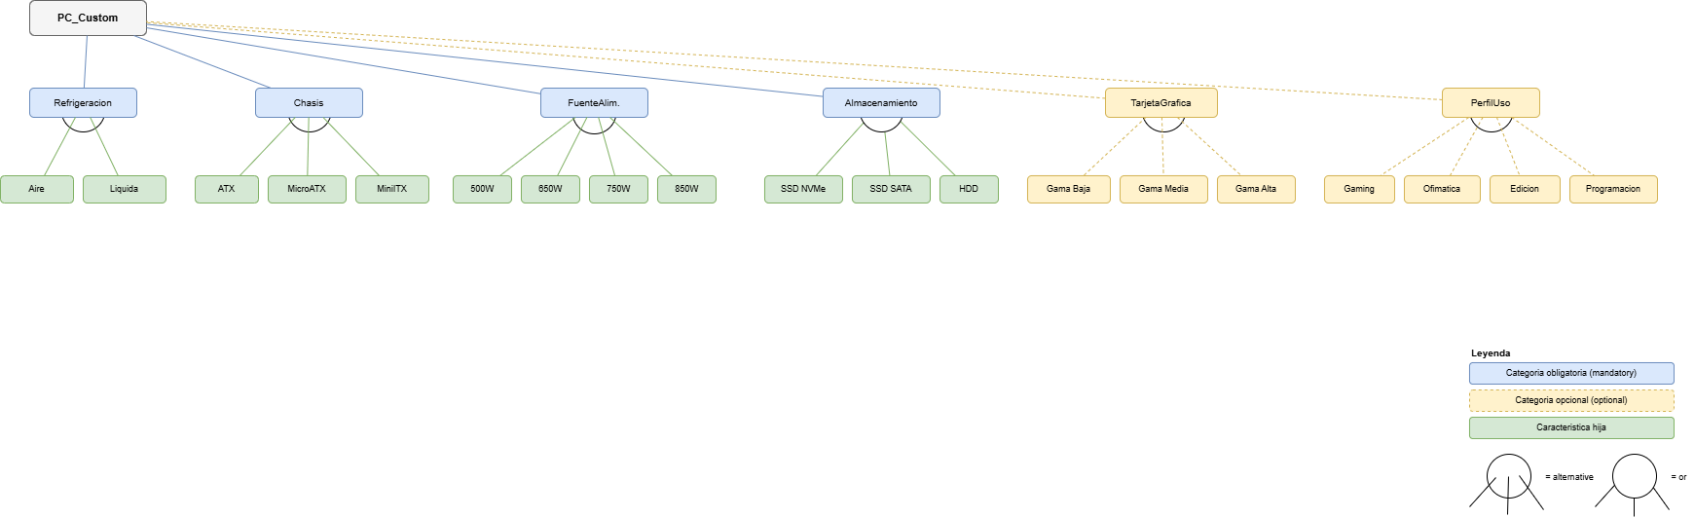 PC_Custom
Refrigeracion
Chasis
FuenteAlim.
Almacenamiento
TarjetaGrafica
PerfilUso
Aire
Liquida
ATX
MicroATX
MiniITX
500W
650W
750W
850W
SSD NVMe
SSD SATA
HDD
Gama Baja
Gama Media
Gama Alta
Gaming
Ofimatica
Edicion
Programacion
Leyenda
Categoria obligatoria (mandatory)
Categoria opcional (optional)
Caracteristica hija
= alternative
= or